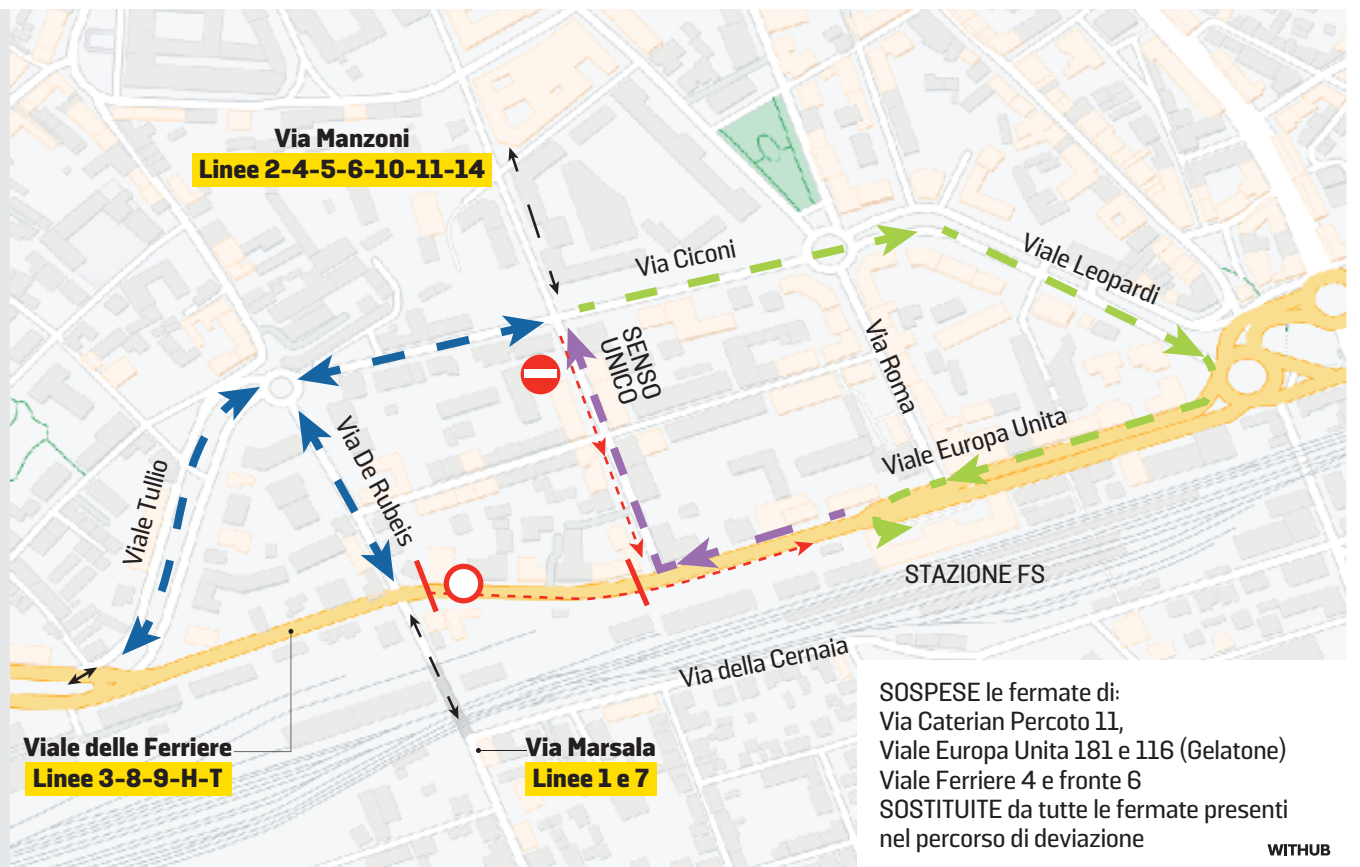 Via Manzoni
Linee 2-4-5-6-10-11-14
Via Ciconi
Viale Leopardi
SENSO
UNICO
Via Roma
Viale Europa Unita
Via De Rubeis
Viale Tullio
STAZIONE FS
Via della Cernaia
Viale delle Ferriere
Linee 3-8-9-H-T
Via Marsala
Linee 1 e 7
SOSPESE le fermate di:
Via Caterian Percoto 11,
Viale Europa Unita 181 e 116 (Gelatone)
Viale Ferriere 4 e fronte 6
SOSTITUITE da tutte le fermate presenti
nel percorso di deviazione
WITHUB